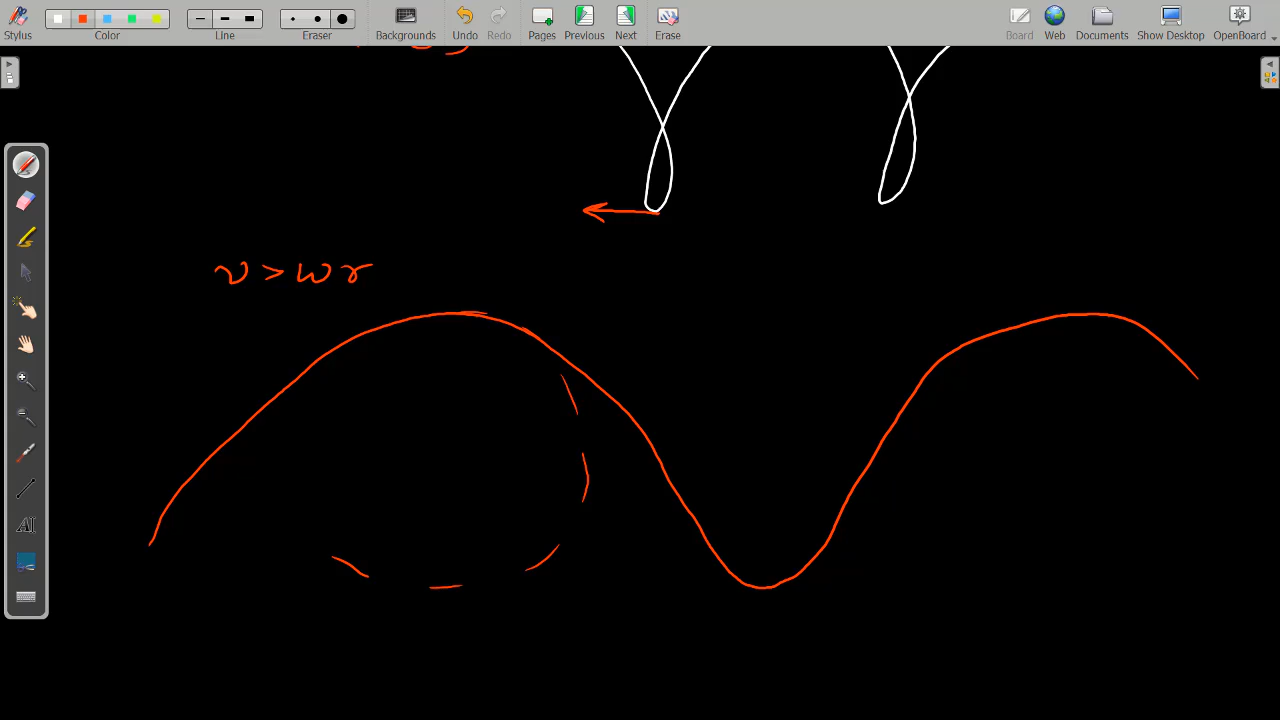 Stylus Color Line Eraser Backgrounds Undo Redo Pages Previous Next Erase Board Web Documents Show Desktop OpenBoard
v > ωr